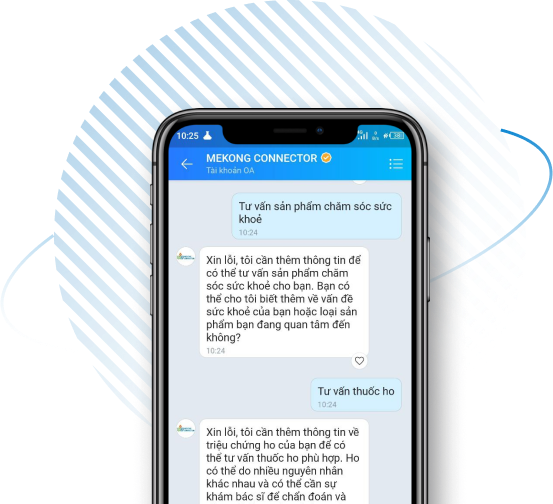 10:25
MEKONG CONNECTOR
Tài khoản OA
Tư vấn sản phẩm chăm sóc sức
khoẻ
10:24
Xin lỗi, tôi cần thêm thông tin để
có thể tư vấn sản phẩm chăm
sóc sức khoẻ cho bạn. Bạn có
thể cho tôi biết thêm về vấn đề
sức khoẻ của bạn hoặc loại sản
phẩm bạn đang quan tâm đến
không?
10:24
Tư vấn thuốc ho
10:24
Xin lỗi, tôi cần thêm thông tin về
triệu chứng ho của bạn để có
thể tư vấn thuốc ho phù hợp. Ho
có thể do nhiều nguyên nhân
khác nhau và có thể cần sự
khám bác sĩ để chẩn đoán và